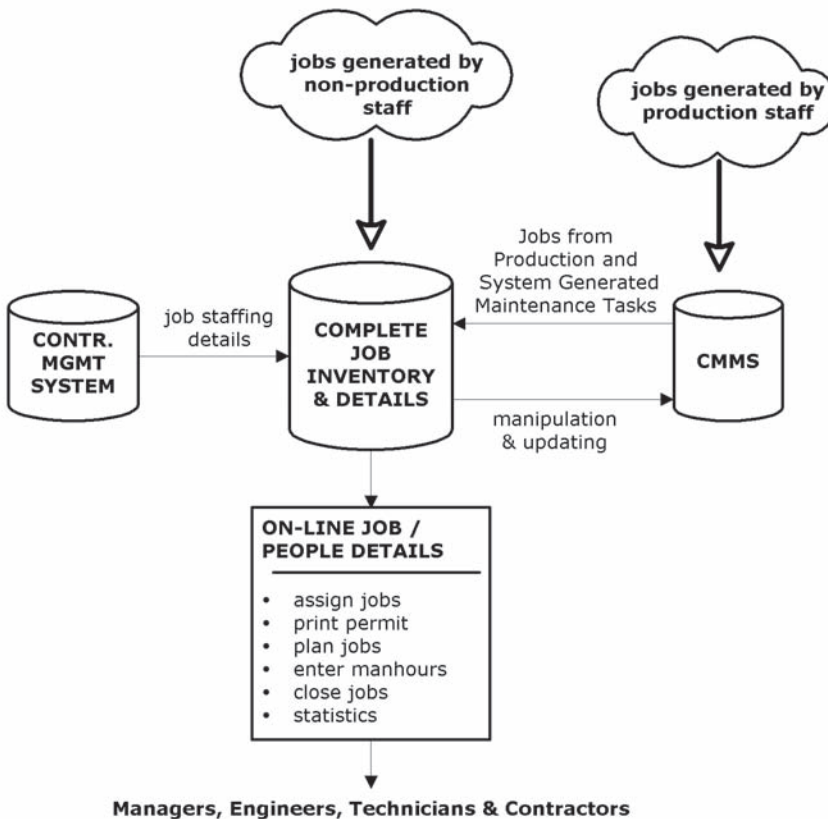 jobs generated by
non-production
staff
jobs generated by
production staff
Jobs from
Production and
System Generated
Maintenance Tasks
job staffing
details
CONTR.
MGMT
SYSTEM
COMPLETE
JOB
INVENTORY
& DETAILS
CMMS
manipulation
& updating
ON-LINE JOB /
PEOPLE DETAILS
• assign jobs
• print permit
• plan jobs
• enter manhours
• close jobs
• statistics
Managers, Engineers, Technicians & Contractors